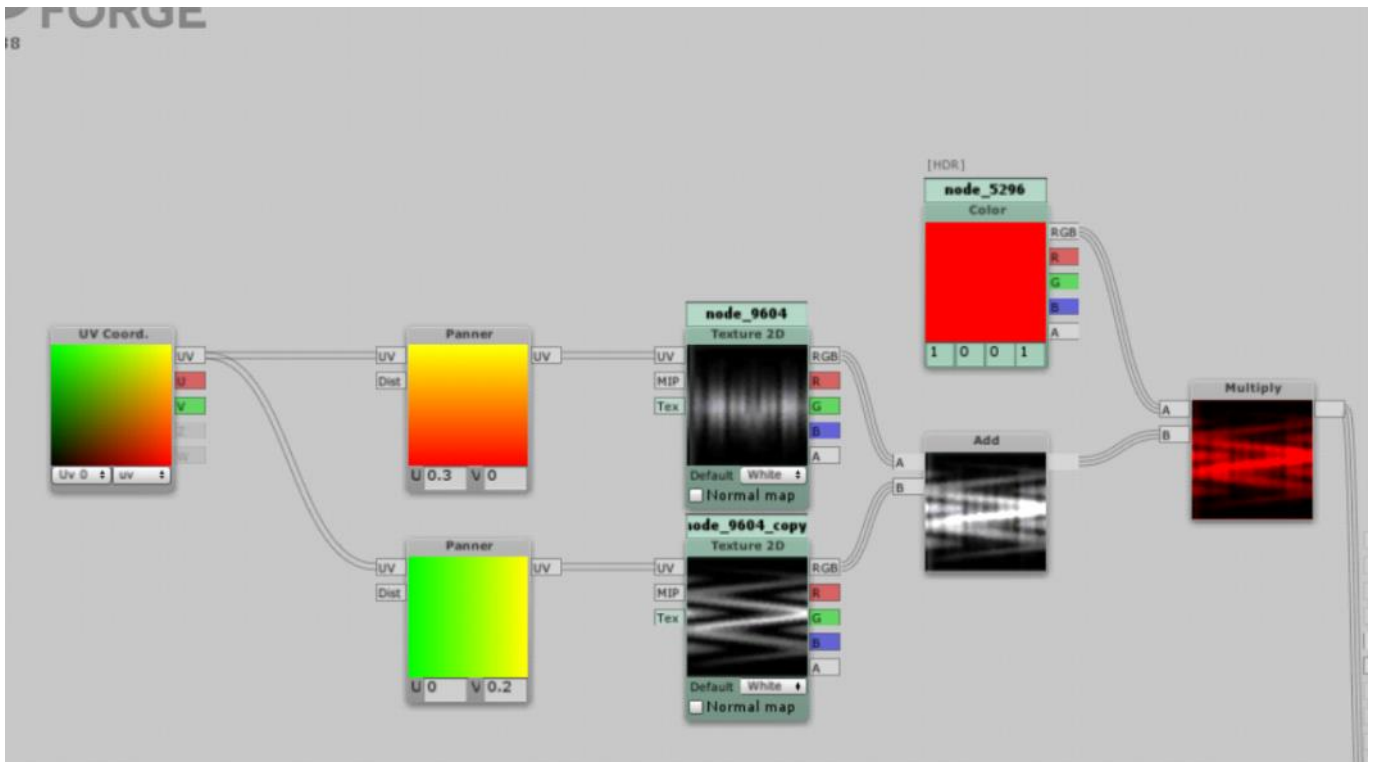 FORGE
38
[HDR]
node_5296
Color
RGB
R
G
B
A
1 0 0 1
UV Coord.
UV
U
V
Uv 0
uv
Panner
UV
Dist
UV
U 0.3 V 0
node_9604
Texture 2D
UV
MIP
Tex
RGB
R
G
B
A
Default White
Normal map
Add
A
B
Multiply
A
B
Panner
UV
Dist
UV
U 0 V 0.2
node_9604_copy
Texture 2D
UV
MIP
Tex
RGB
R
G
B
A
Default White
Normal map